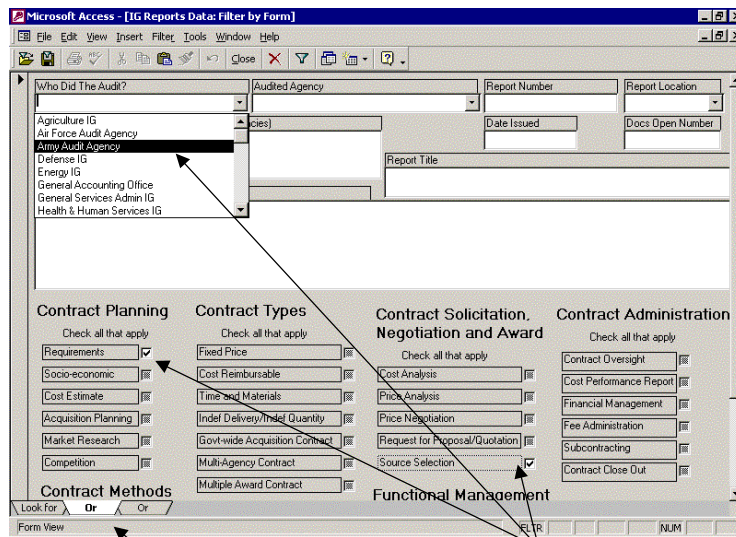 Microsoft Access - [IG Reports Data: Filter by Form]
File Edit View Insert Filter Tools Window Help
Close
Who Did The Audit?
Audited Agency
Report Number
Report Location
Agriculture IG
Air Force Audit Agency
Army Audit Agency
Defense IG
Energy IG
General Accounting Office
General Services Admin IG
Health & Human Services IG
cies)
Date Issued
Docs Open Number
Report Title
Contract Planning
Check all that apply
Requirements
Socio-economic
Cost Estimate
Acquisition Planning
Market Research
Competition
Contract Methods
Contract Types
Check all that apply
Fixed Price
Cost Reimbursable
Time and Materials
Indef Delivery/Indef Quantity
Govt-wide Acquisition Contract
Multi-Agency Contract
Multiple Award Contract
Contract Solicitation,
Negotiation and Award
Check all that apply
Cost Analysis
Price Analysis
Price Negotiation
Request for Proposal/Quotation
Source Selection
Functional Management
Contract Administration
Check all that apply
Contract Oversight
Cost Performance Report
Financial Management
Fee Administration
Subcontracting
Contract Close Out
Look for Or Or
Form View
FLTR
NUM